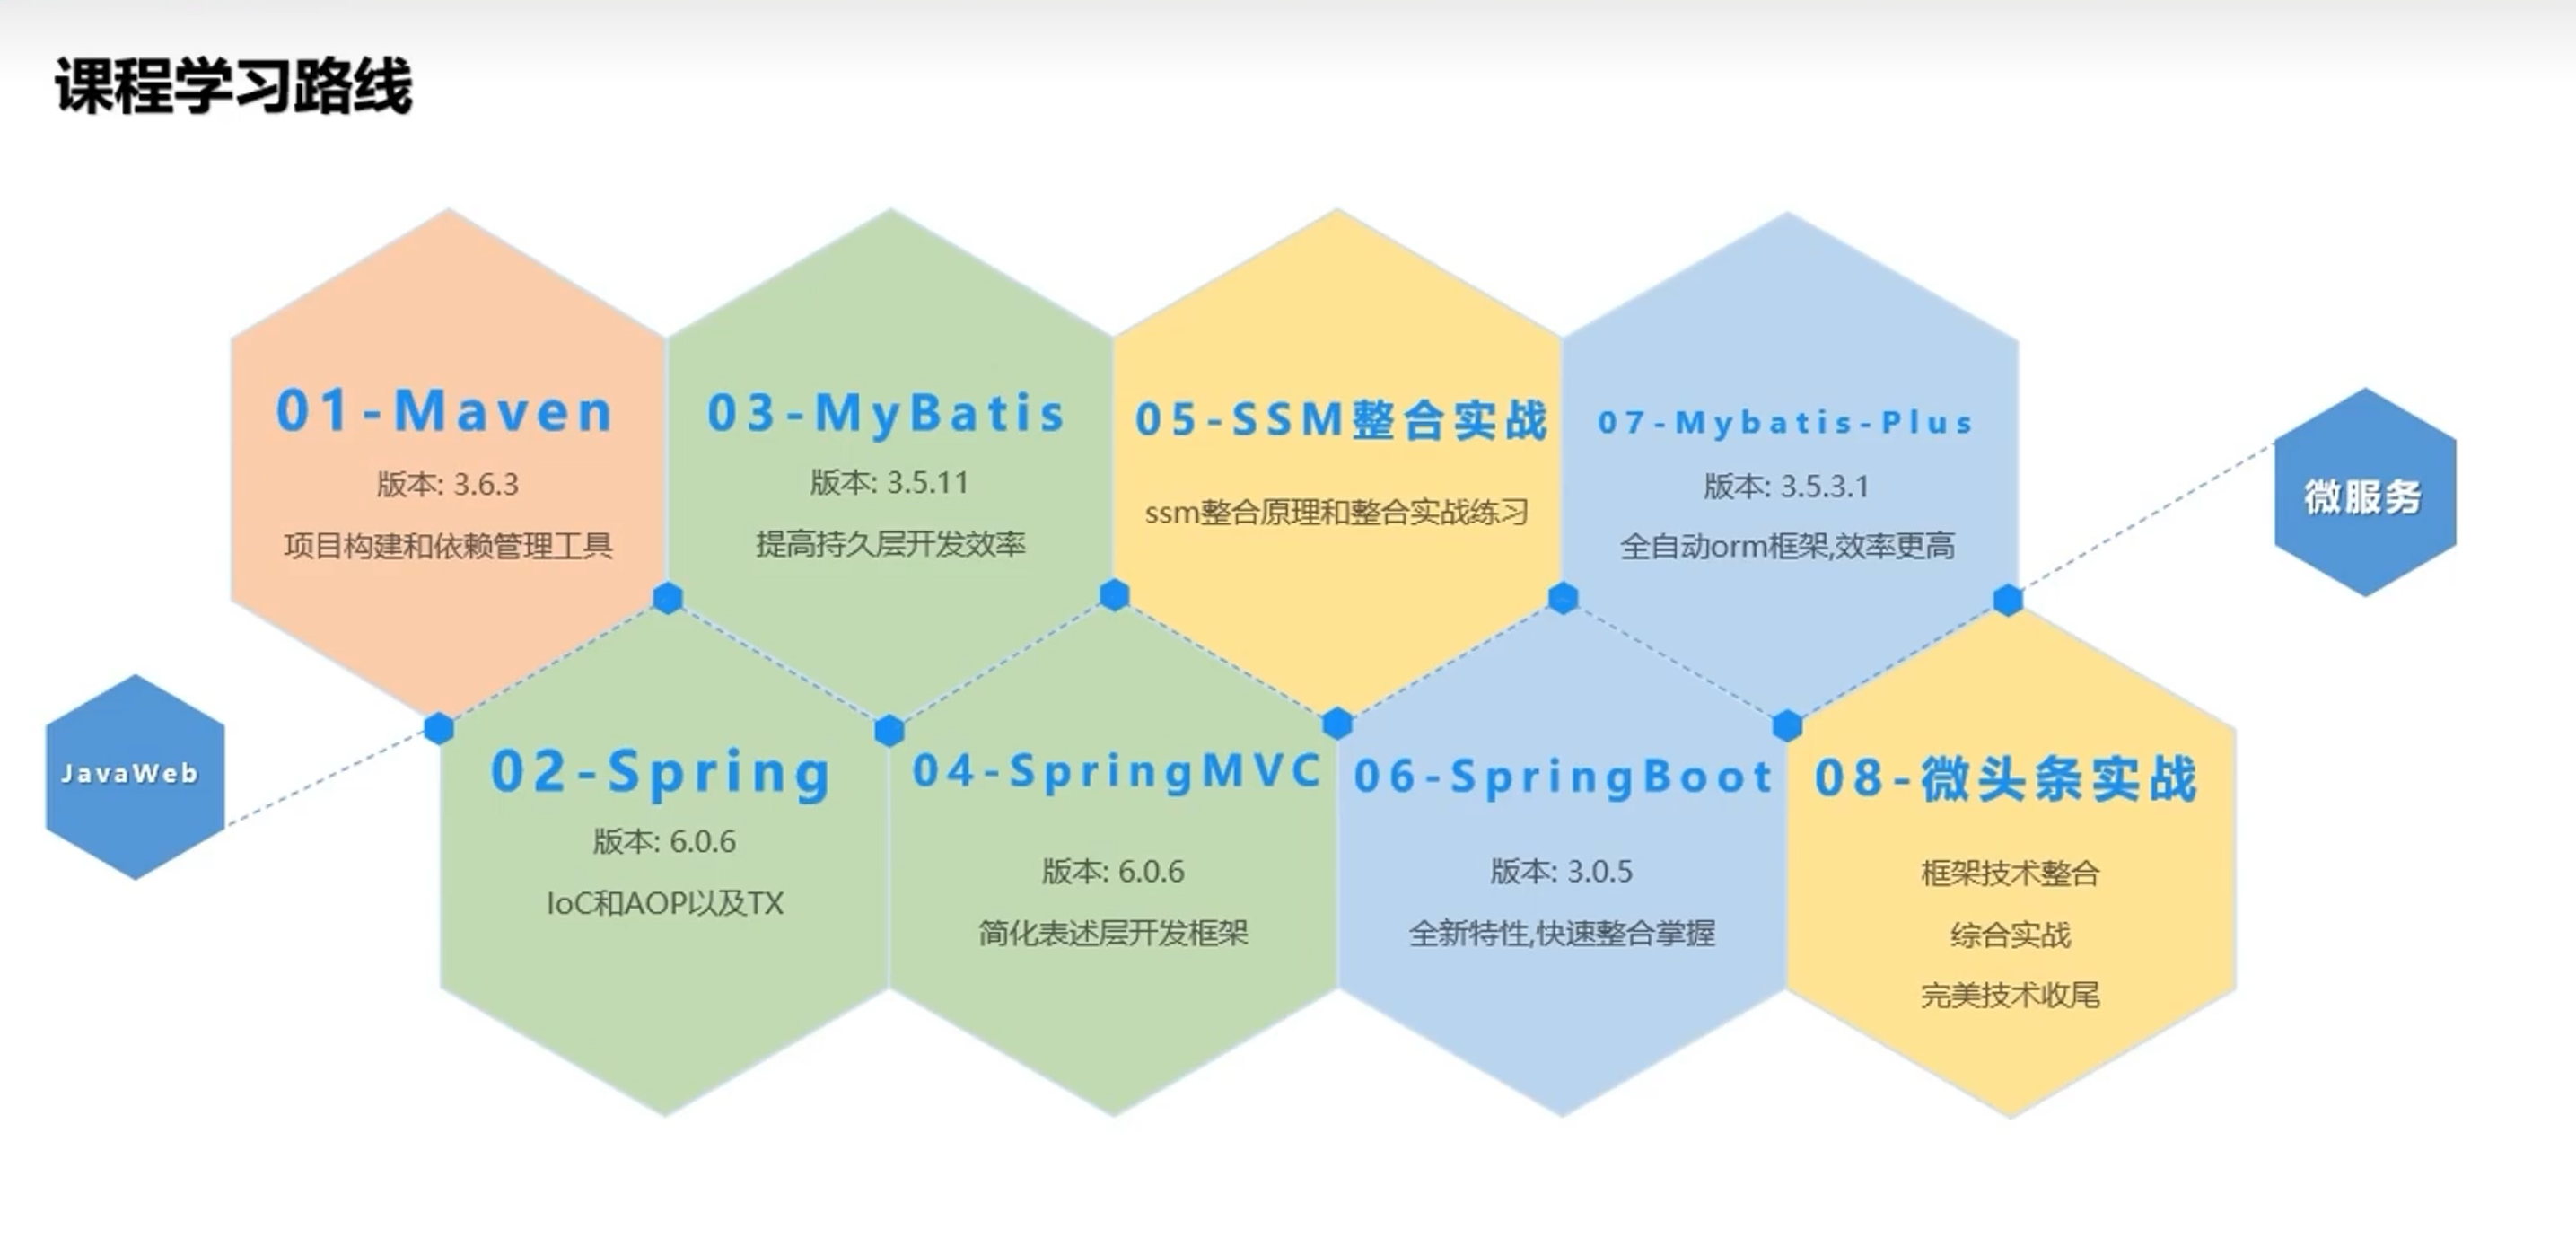 课程学习路线
JavaWeb
01-Maven
版本: 3.6.3
项目构建和依赖管理工具
02-Spring
版本: 6.0.6
IoC和AOP以及TX
03-MyBatis
版本: 3.5.11
提高持久层开发效率
04-SpringMVC
版本: 6.0.6
简化表述层开发框架
05-SSM整合实战
ssm整合原理和整合实战练习
06-SpringBoot
版本: 3.0.5
全新特性,快速整合掌握
07-Mybatis-Plus
版本: 3.5.3.1
全自动orm框架,效率更高
08-微头条实战
框架技术整合
综合实战
完美技术收尾
微服务